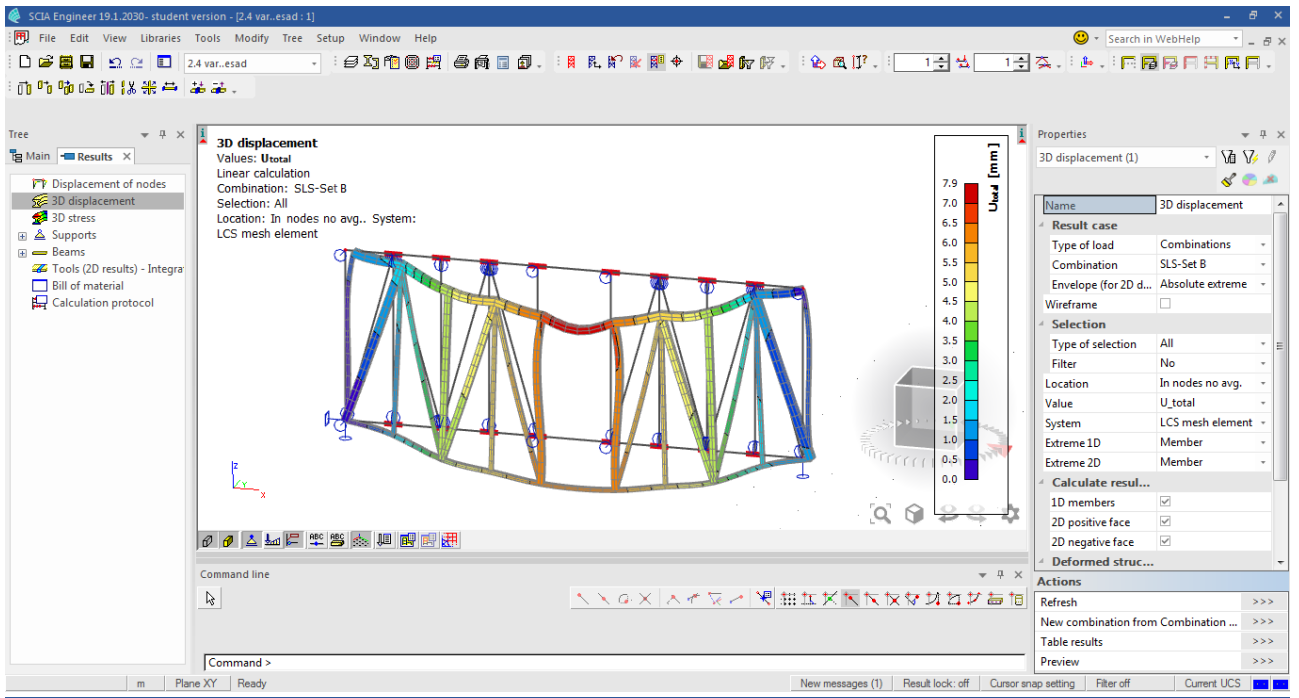 SCIA Engineer 19.1.2030- student version - [2.4 var..esad : 1]
File Edit View Libraries Tools Modify Tree Setup Window Help
Search in WebHelp
2.4 var..esad
1
1
Tree
Main
Results
Displacement of nodes
3D displacement
3D stress
Supports
Beams
Tools (2D results) - Integra
Bill of material
Calculation protocol
3D displacement
Values: Utotal
Linear calculation
Combination: SLS-Set B
Selection: All
Location: In nodes no avg.. System:
LCS mesh element
Utotal [mm]
7.9
7.0
6.5
6.0
5.5
5.0
4.5
4.0
3.5
3.0
2.5
2.0
1.5
1.0
0.5
0.0
z
Y
x
ABC
ABC
Command line
Command >
Properties
3D displacement (1)
Name 3D displacement
Result case
Type of load Combinations
Combination SLS-Set B
Envelope (for 2D d... Absolute extreme
Wireframe
Selection
Type of selection All
Filter No
Location In nodes no avg.
Value U_total
System LCS mesh element
Extreme 1D Member
Extreme 2D Member
Calculate resul...
1D members
2D positive face
2D negative face
Deformed struc...
Actions
Refresh >>>
New combination from Combination ... >>>
Table results >>>
Preview >>>
m Plane XY Ready New messages (1) Result lock: off Cursor snap setting Filter off Current UCS